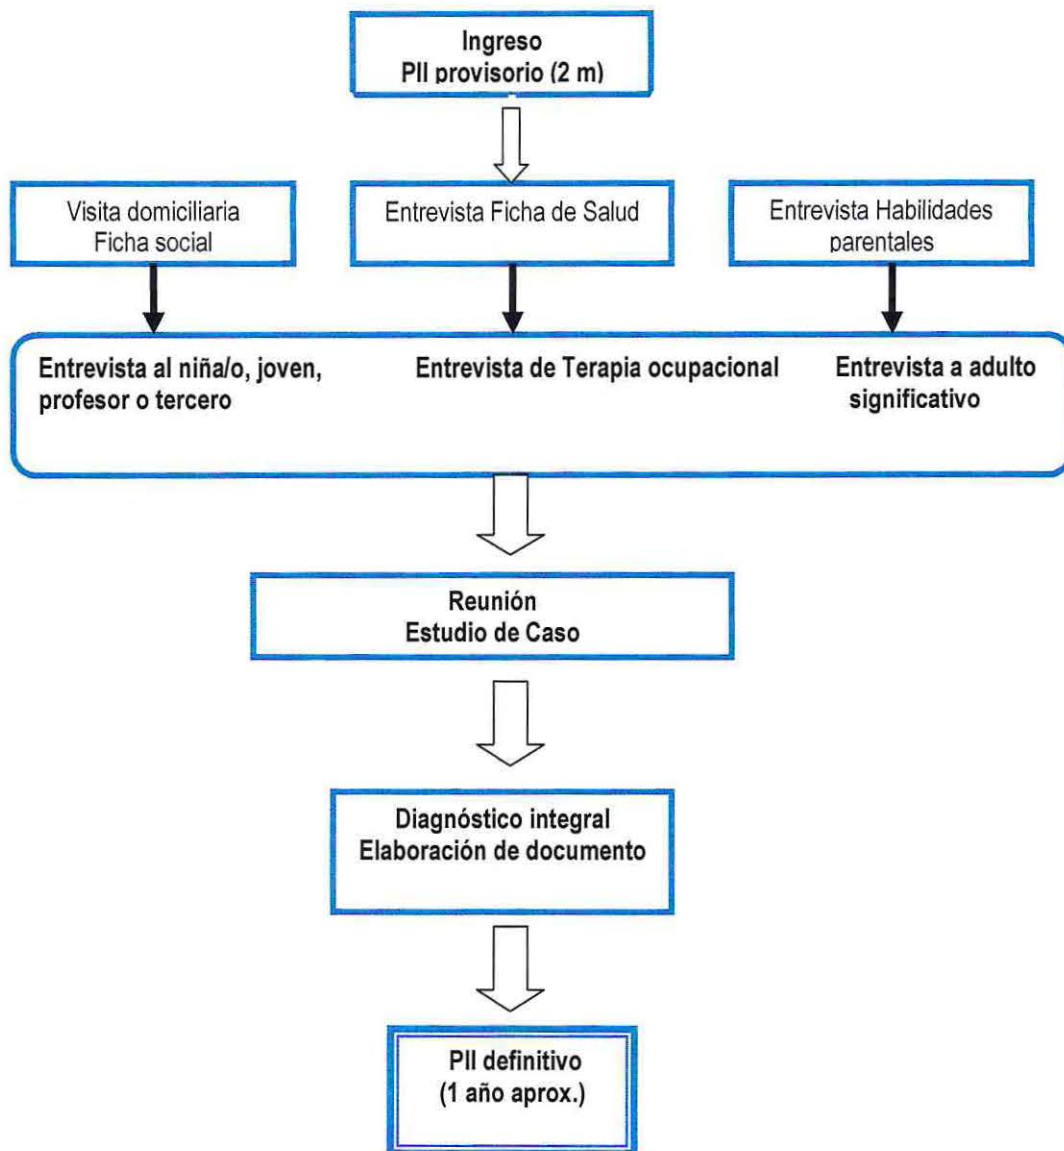 Ingreso
PII provisorio (2 m)
Visita domiciliaria
Ficha social
Entrevista Ficha de Salud
Entrevista Habilidades
parentales
Entrevista al niña/o, joven,
profesor o tercero
Entrevista de Terapia ocupacional
Entrevista a adulto
significativo
Reunión
Estudio de Caso
Diagnóstico integral
Elaboración de documento
PII definitivo
(1 año aprox.)